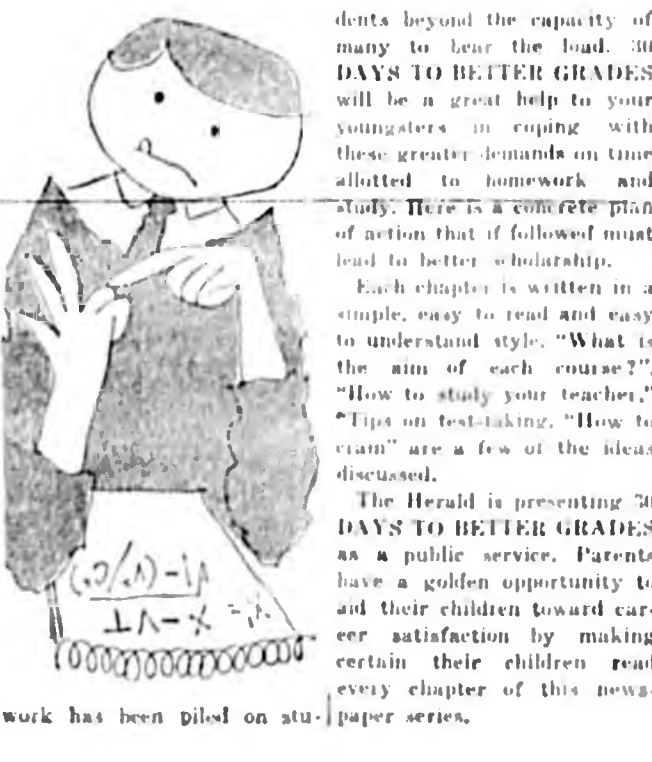 work has been piled on stu-
dents beyond the capacity of
many to bear the load. 30
DAYS TO BETTER GRADES
will be a great help to your
youngsters in coping with
these greater demands on time
allotted to homework and
study. Here is a concrete plan
of action that if followed must
lead to better scholarship.
Each chapter is written in a
simple, easy to read and easy
to understand style. "What is
the aim of each course?",
"How to study your teacher,"
"Tips on test-taking, "How to
cram" are a few of the ideas
discussed.
The Herald is presenting 30
DAYS TO BETTER GRADES
as a public service. Parents
have a golden opportunity to
aid their children toward car-
eer satisfaction by making
certain their children read
every chapter of this news-
paper series.